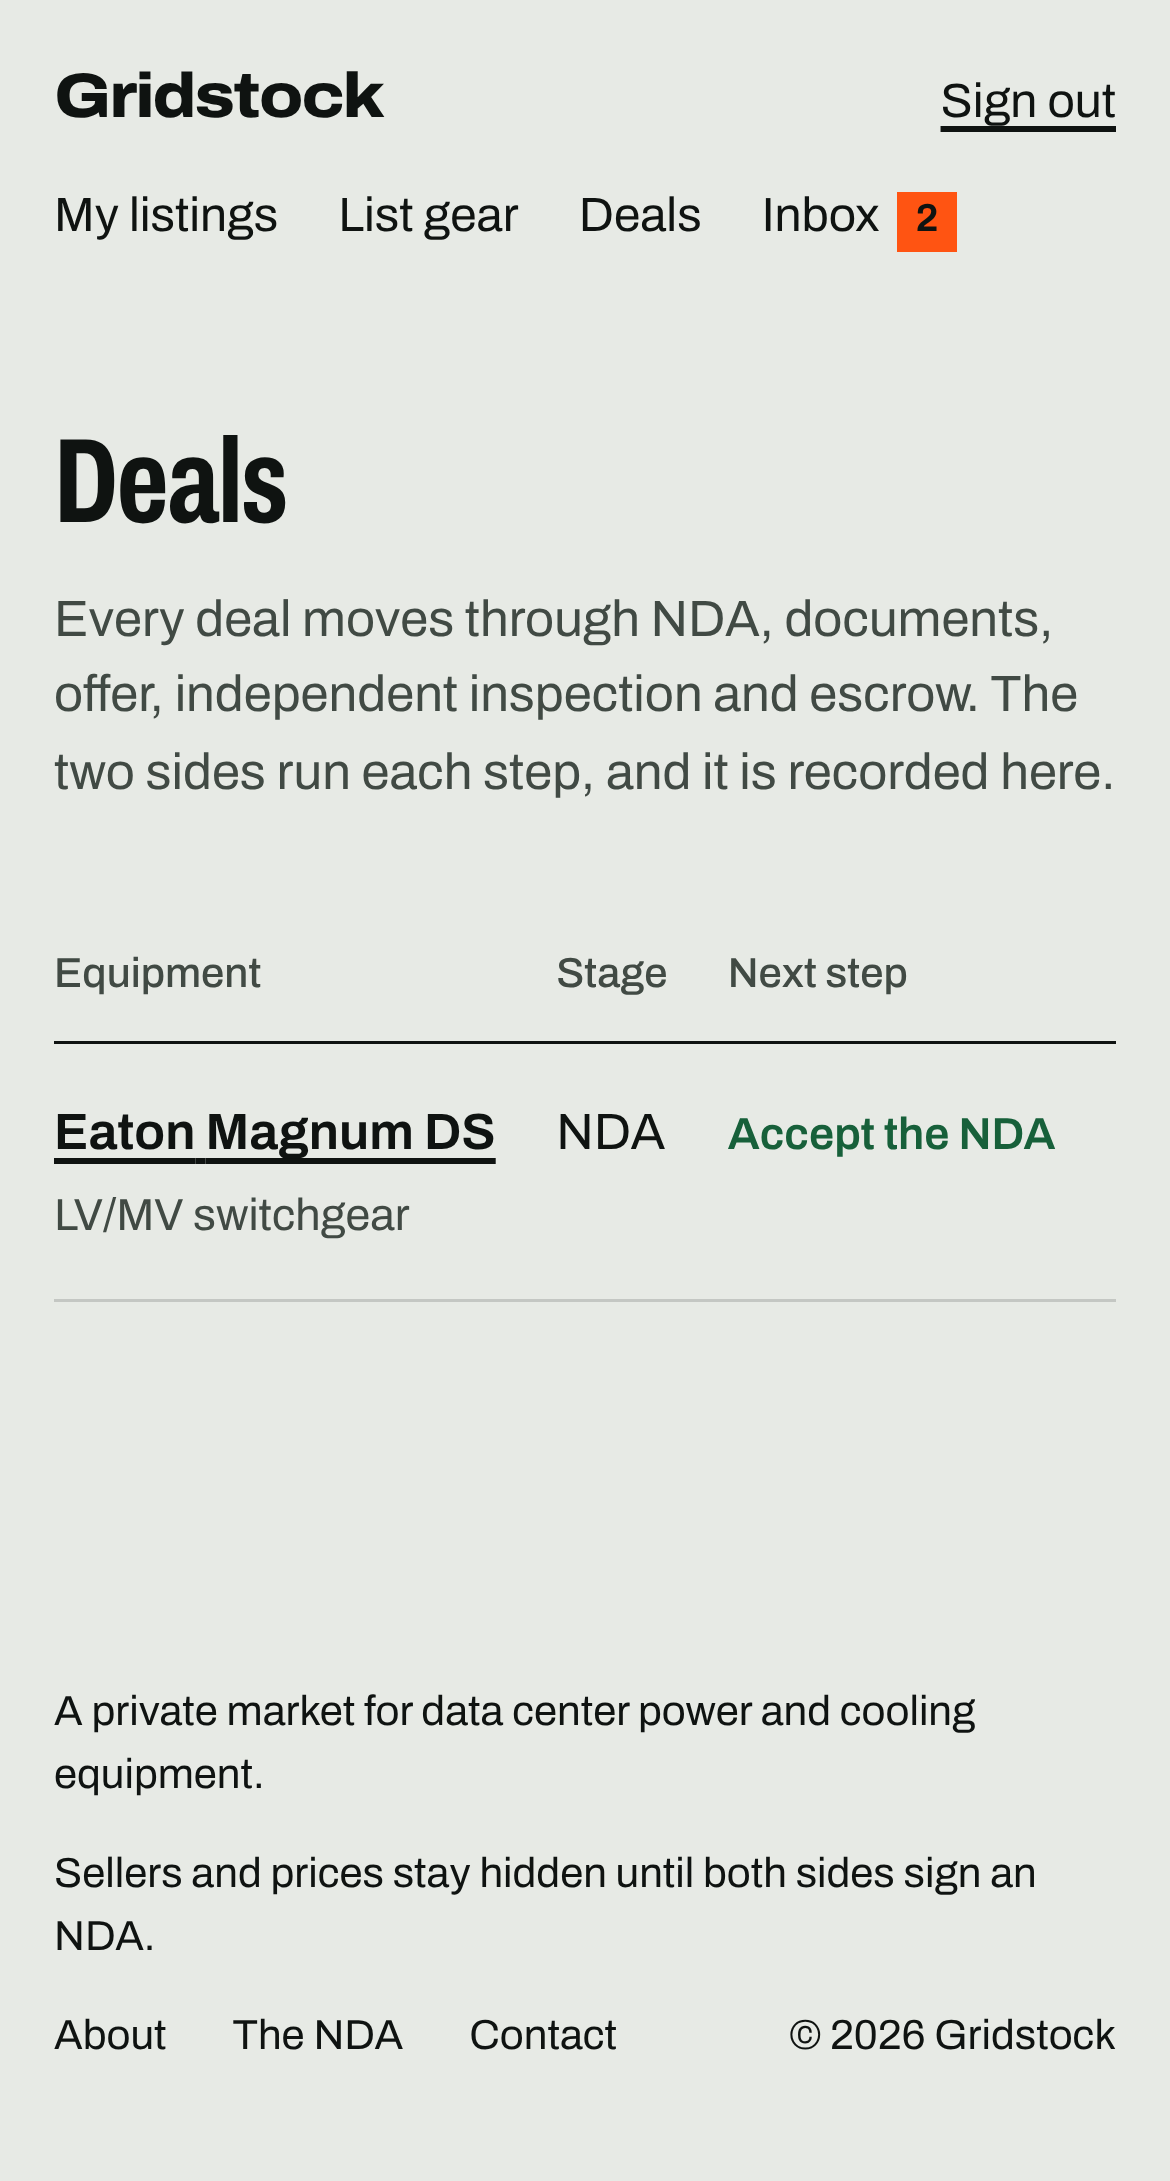 Gridstock
Sign out
My listings List gear Deals Inbox 2
Deals
Every deal moves through NDA, documents,
offer, independent inspection and escrow. The
two sides run each step, and it is recorded here.
Equipment Stage Next step
Eaton Magnum DS NDA Accept the NDA
LV/MV switchgear
A private market for data center power and cooling
equipment.
Sellers and prices stay hidden until both sides sign an
NDA.
About The NDA Contact © 2026 Gridstock